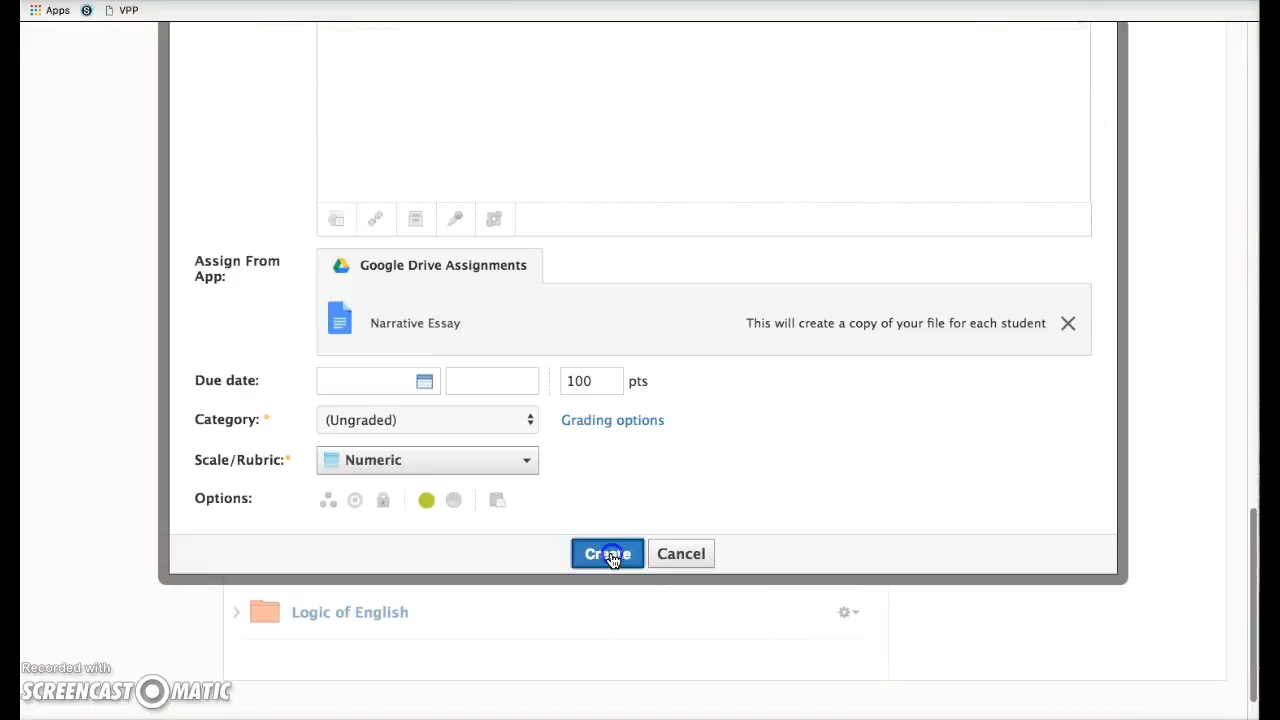 Apps S VPP
Assign From
App:
Google Drive Assignments
Narrative Essay
This will create a copy of your file for each student
Due date:
100 pts
Category: *
(Ungraded)
Grading options
Scale/Rubric:*
Numeric
Options:
Create
Cancel
Logic of English
Recorded with
SCREENCAST MATIC